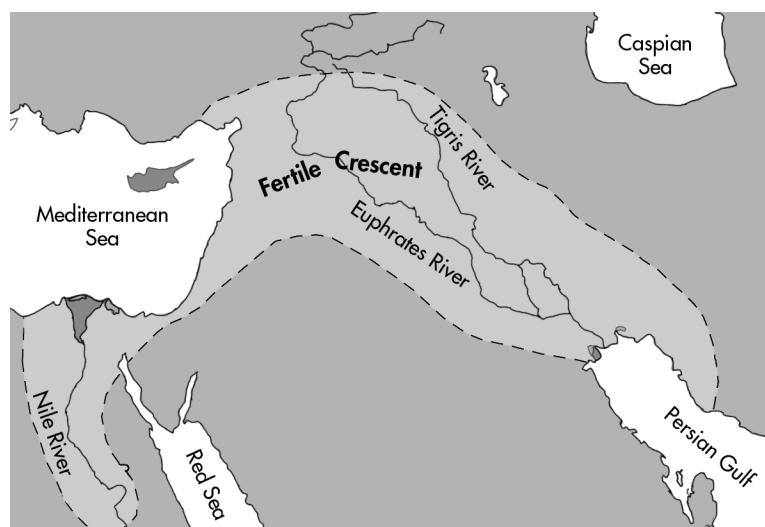 Caspian
Sea
Tigris River
Fertile Crescent
Mediterranean
Sea
Euphrates River
Nile River
Red Sea
Persian Gulf